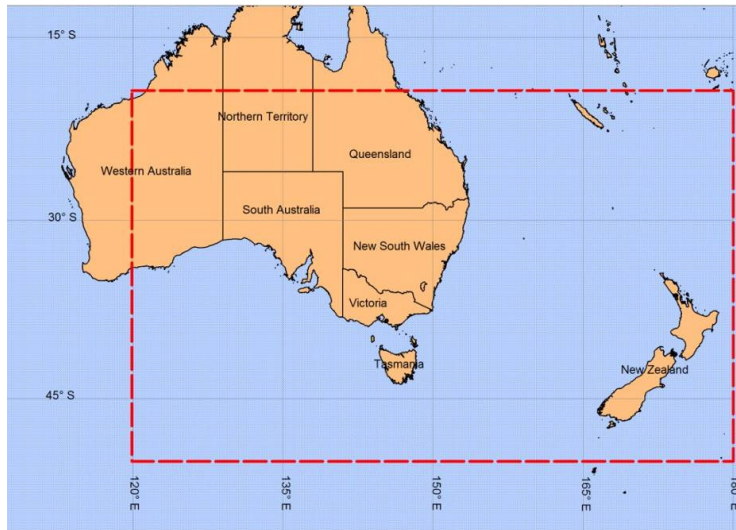 15° S
Northern Territory
Queensland
Western Australia
South Australia
30° S
New South Wales
Victoria
Tasmania
New Zealand
45° S
120° E
135° E
150° E
165° E